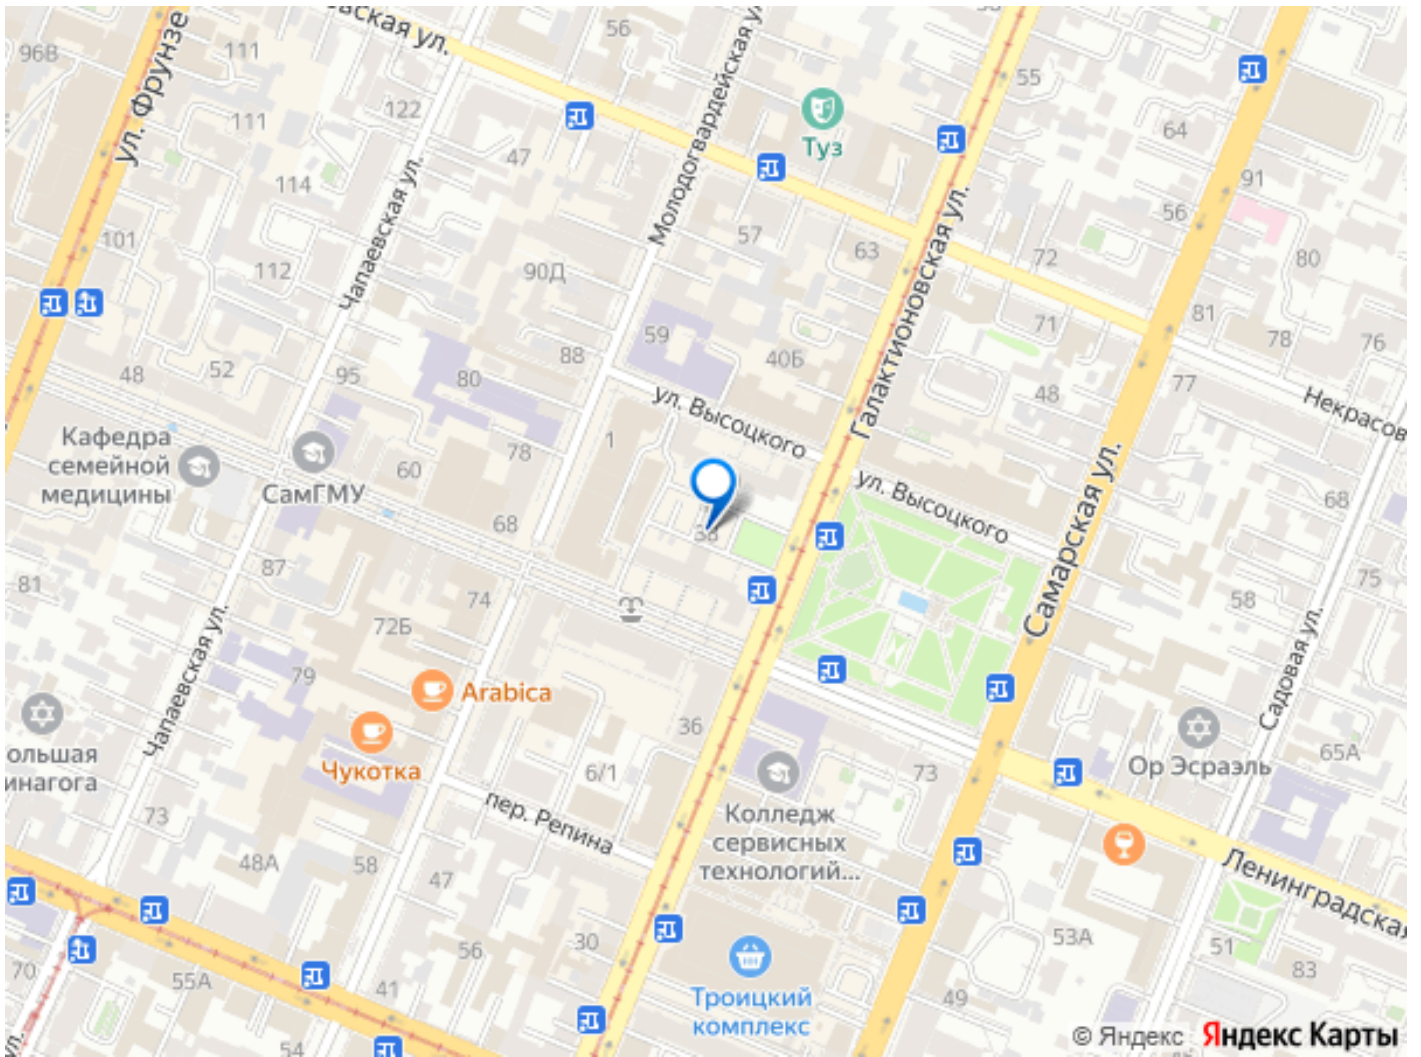 56
вская ул.
55
111
96В
ул. Фрунзе
122
Молодогвардейская ул.
64
111
Туз
47
91
114
56
101
57
63
72
80
112
90Д
Чапаевская ул.
Галактионовская ул.
81
59
71
78
76
88
40Б
48
52
95
80
77
48
ул. Высоцкого
Некрасов
Кафедра
семейной
медицины
1
78
60
СамГМУ
ул. Высоцкого
68
68
Самарская ул.
87
81
75
74
58
72Б
Чапаевская ул.
79
Arabica
Садовая ул.
36
ольшая
инагога
Чукотка
6/1
73
Ор Эсраэль
65А
73
пер. Репина
Колледж
сервисных
технологий...
48А
58
47
Ленинградская
56
30
53А
51
70
55А
41
83
Троицкий
комплекс
49
ул.
54
© Яндекс Яндекс Карты